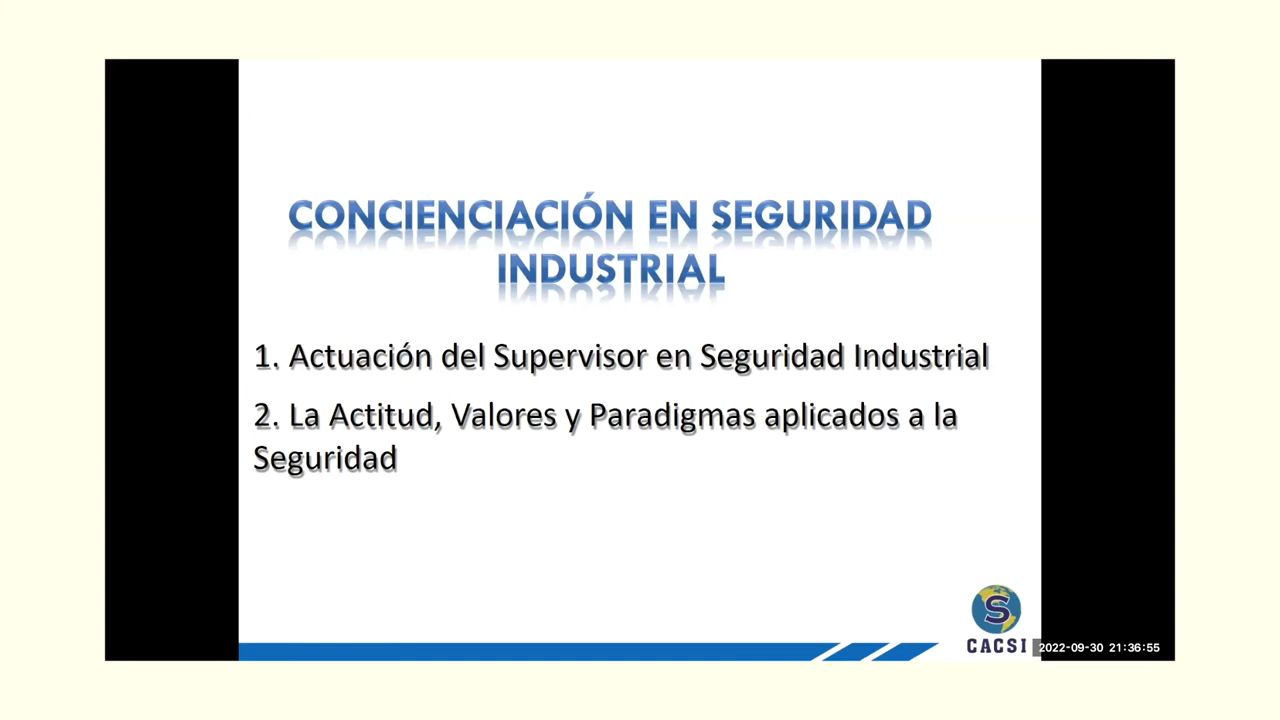 CONCIENCIACIÓN EN SEGURIDAD
INDUSTRIAL
1. Actuación del Supervisor en Seguridad Industrial
2. La Actitud, Valores y Paradigmas aplicados a la
Seguridad
S
CACSI
2022-09-30 21:36:55